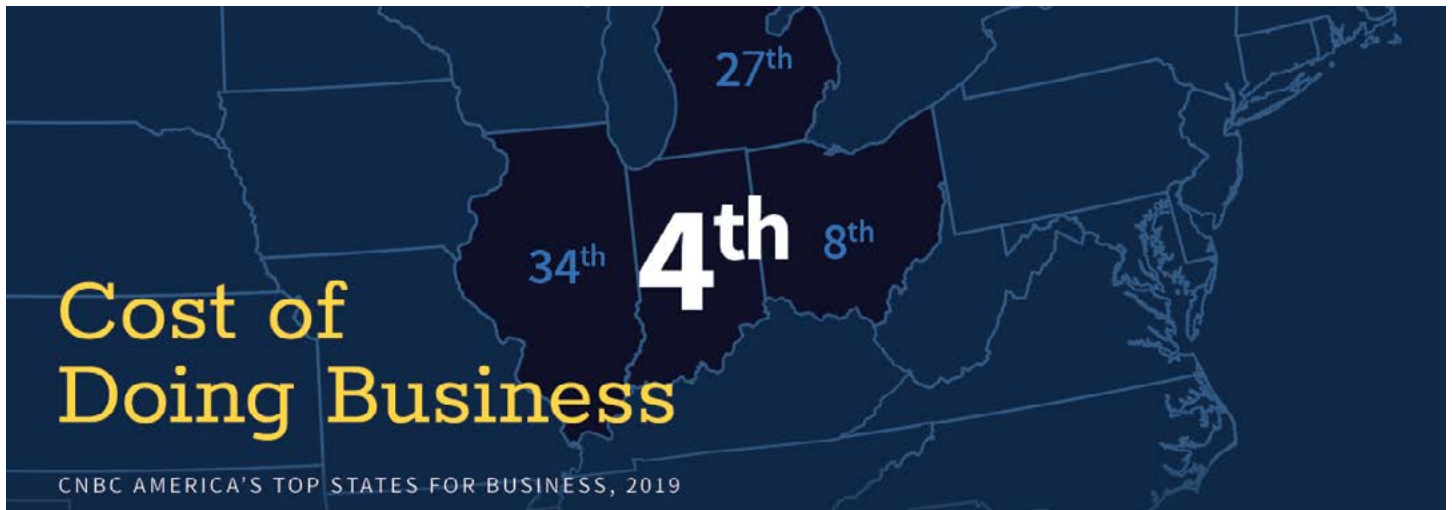 27th
34th
4th
8th
Cost of
Doing Business
CNBC AMERICA'S TOP STATES FOR BUSINESS, 2019